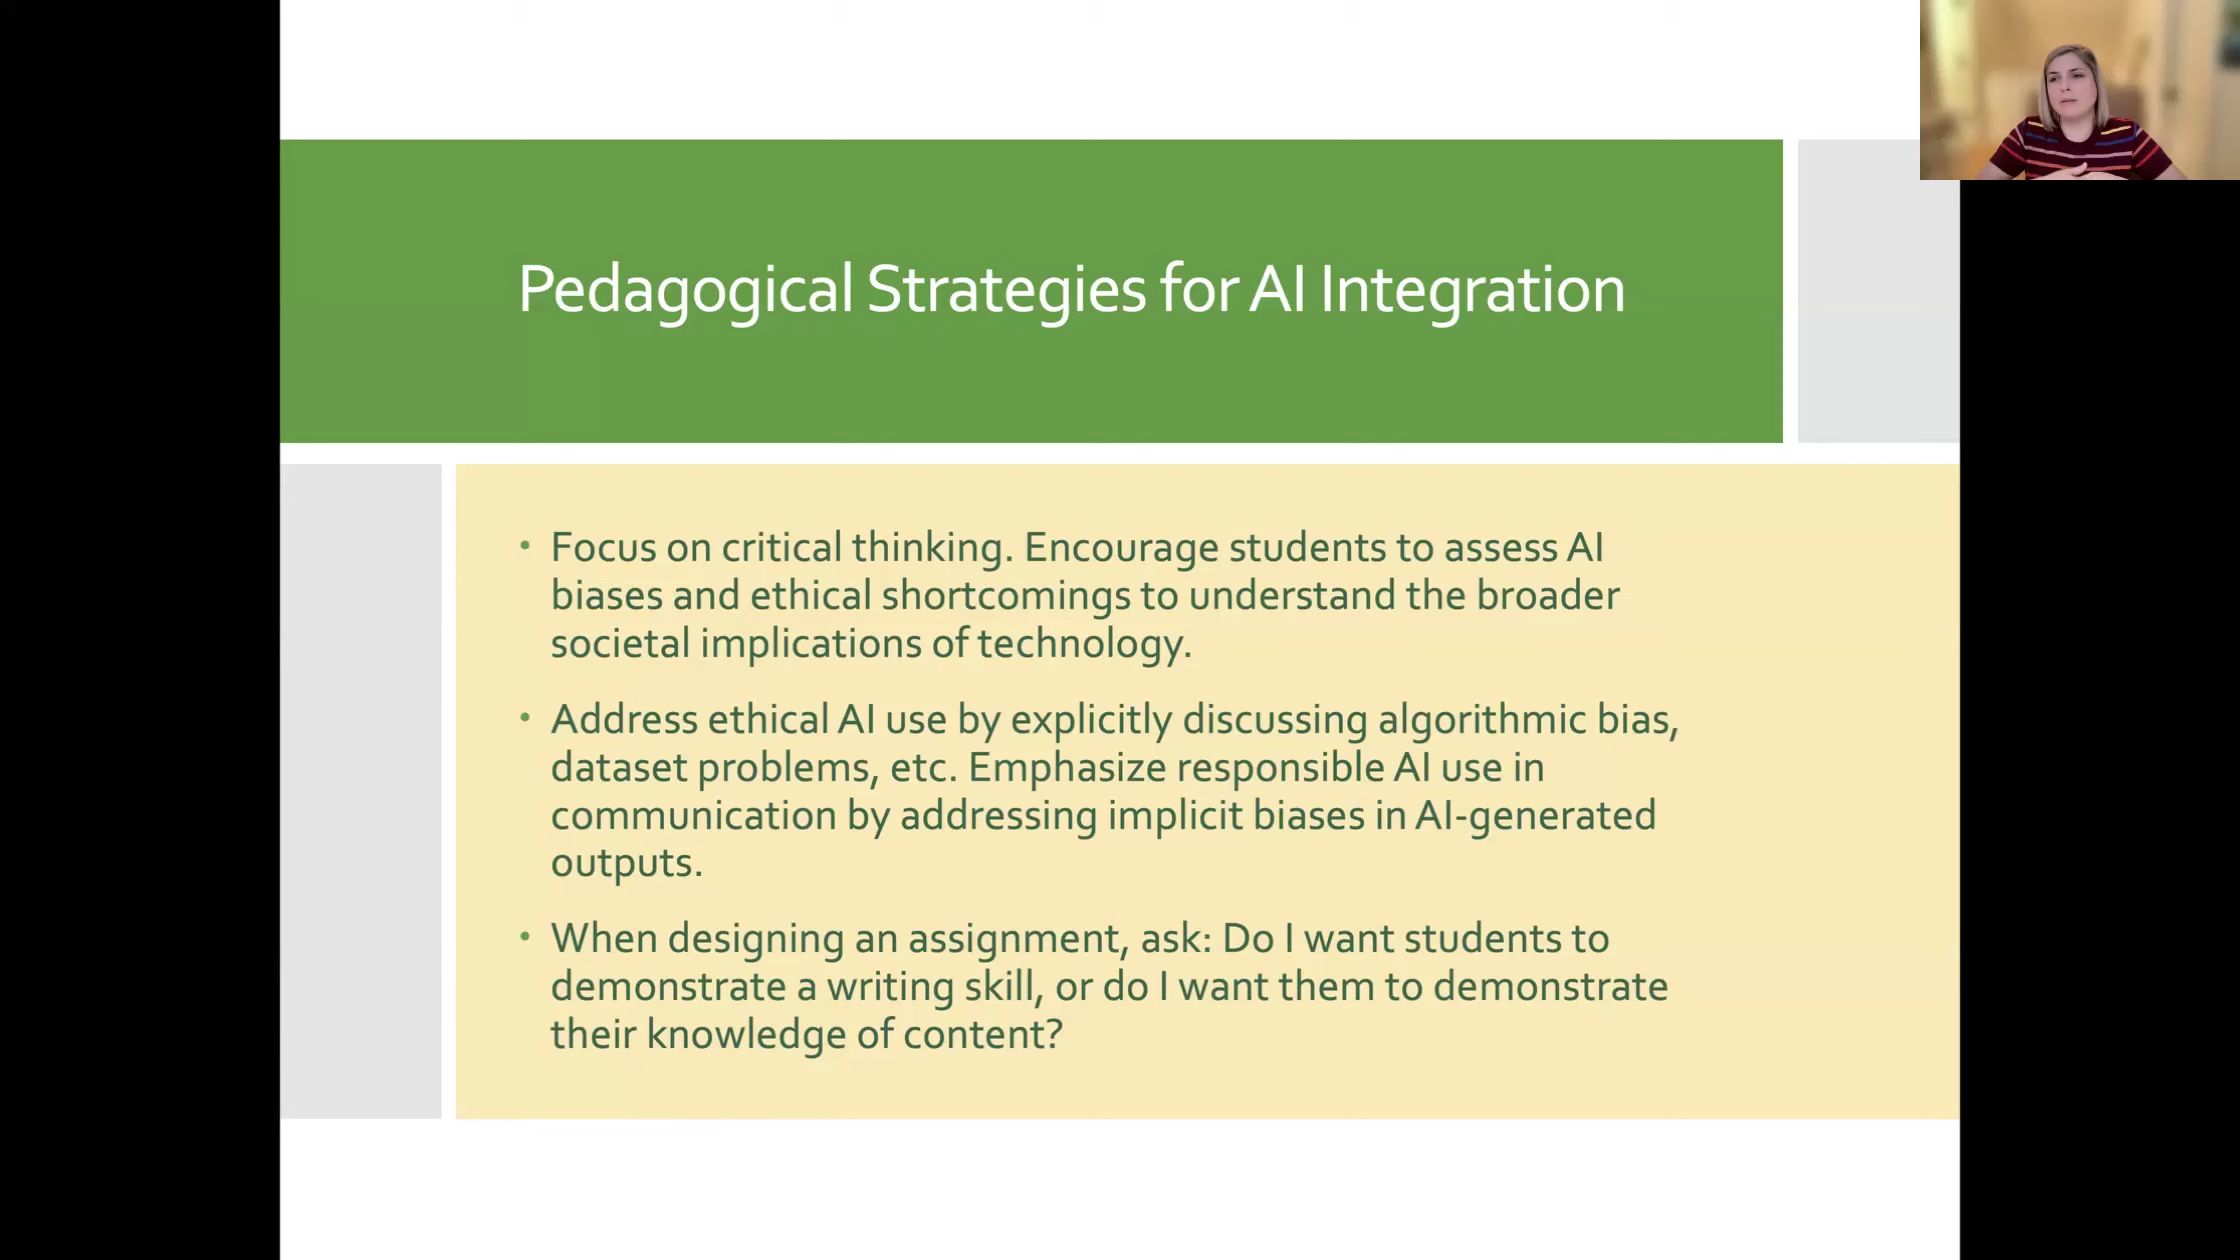 Pedagogical Strategies for AI Integration
• Focus on critical thinking. Encourage students to assess AI
biases and ethical shortcomings to understand the broader
societal implications of technology.
• Address ethical AI use by explicitly discussing algorithmic bias,
dataset problems, etc. Emphasize responsible AI use in
communication by addressing implicit biases in AI-generated
outputs.
• When designing an assignment, ask: Do I want students to
demonstrate a writing skill, or do I want them to demonstrate
their knowledge of content?